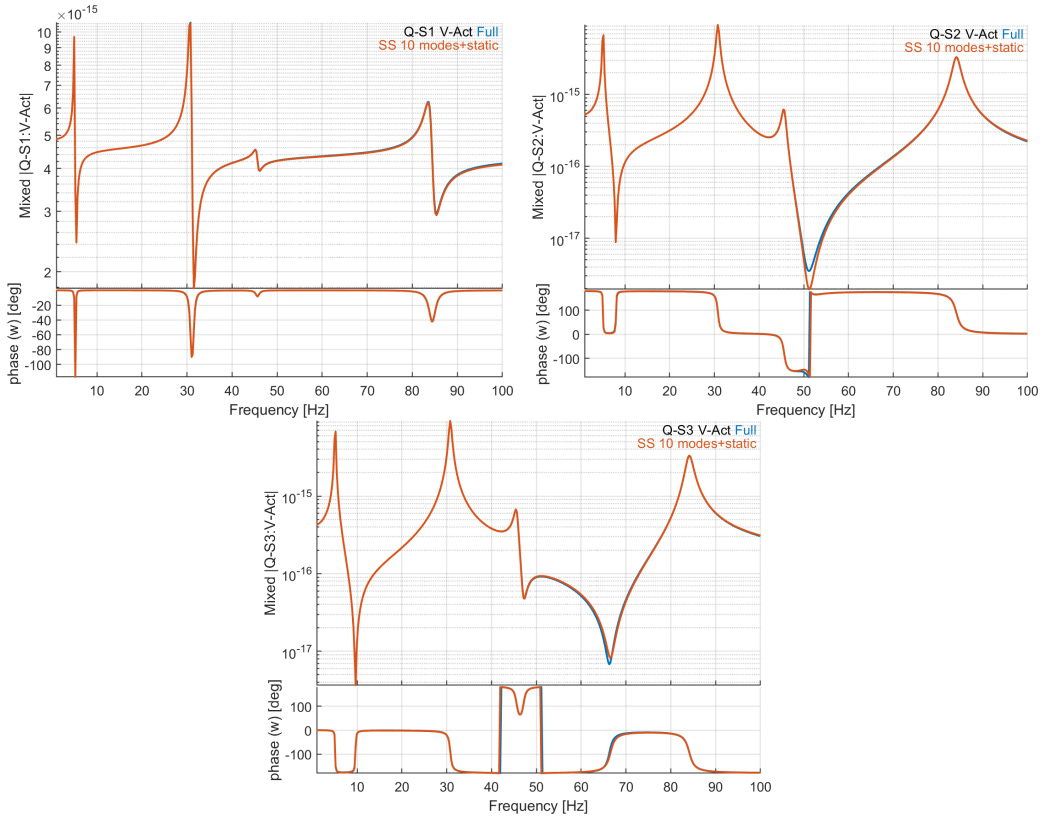 ×10⁻¹⁵
Q-S1 V-Act Full
SS 10 modes+static
Mixed |Q-S1:V-Act|
10
9
8
7
6
5
4
3
2
phase (w) [deg]
-20
-40
-60
-80
-100
10 20 30 40 50 60 70 80 90 100
Frequency [Hz]
Q-S2 V-Act Full
SS 10 modes+static
Mixed |Q-S2:V-Act|
10⁻¹⁵
10⁻¹⁶
10⁻¹⁷
phase (w) [deg]
100
0
-100
10 20 30 40 50 60 70 80 90 100
Frequency [Hz]
Q-S3 V-Act Full
SS 10 modes+static
Mixed |Q-S3:V-Act|
10⁻¹⁵
10⁻¹⁶
10⁻¹⁷
phase (w) [deg]
100
0
-100
10 20 30 40 50 60 70 80 90 100
Frequency [Hz]